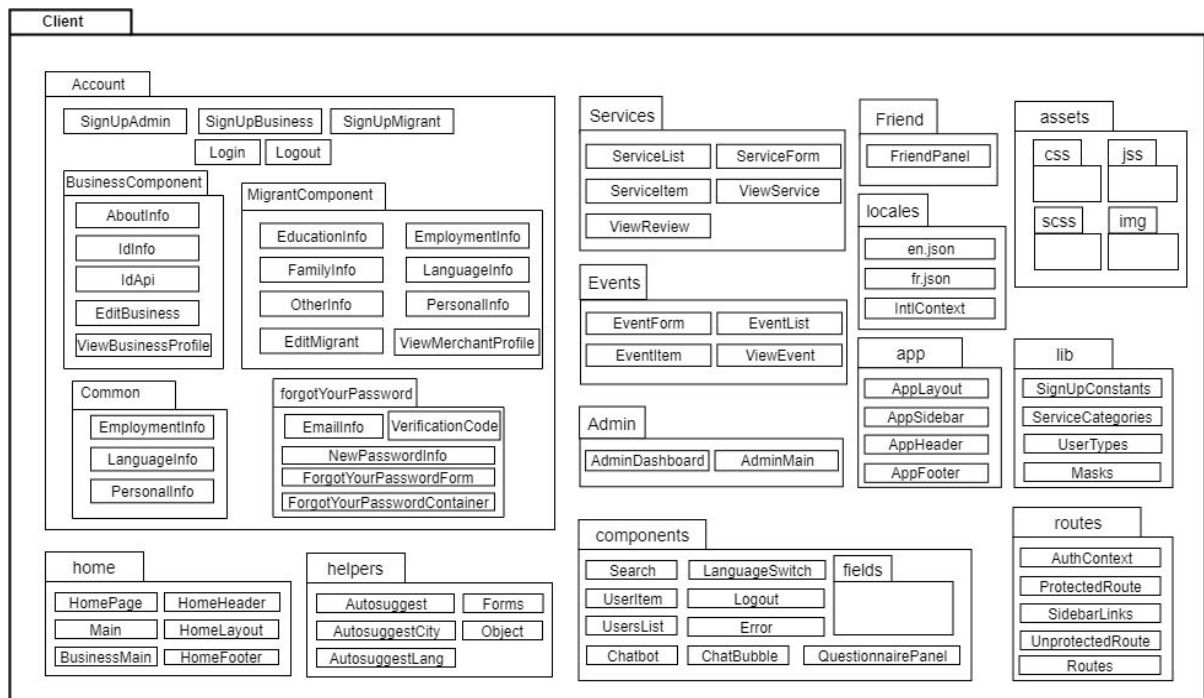 Client
Account
SignUpAdmin
SignUpBusiness
SignUpMigrant
Login
Logout
BusinessComponent
AboutInfo
IdInfo
IdApi
EditBusiness
ViewBusinessProfile
MigrantComponent
EducationInfo
EmploymentInfo
FamilyInfo
LanguageInfo
OtherInfo
PersonalInfo
EditMigrant
ViewMerchantProfile
Common
EmploymentInfo
LanguageInfo
PersonalInfo
forgotYourPassword
EmailInfo
VerificationCode
NewPasswordInfo
ForgotYourPasswordForm
ForgotYourPasswordContainer
Services
ServiceList
ServiceForm
ServiceItem
ViewService
ViewReview
Events
EventForm
EventList
EventItem
ViewEvent
Admin
AdminDashboard
AdminMain
Friend
FriendPanel
locales
en.json
fr.json
IntlContext
app
AppLayout
AppSidebar
AppHeader
AppFooter
assets
css
jss
scss
img
lib
SignUpConstants
ServiceCategories
UserTypes
Masks
home
HomePage
HomeHeader
Main
HomeLayout
BusinessMain
HomeFooter
helpers
Autosuggest
Forms
AutosuggestCity
Object
AutosuggestLang
components
Search
LanguageSwitch
UserItem
Logout
UsersList
Error
Chatbot
ChatBubble
QuestionnairePanel
fields
routes
AuthContext
ProtectedRoute
SidebarLinks
UnprotectedRoute
Routes